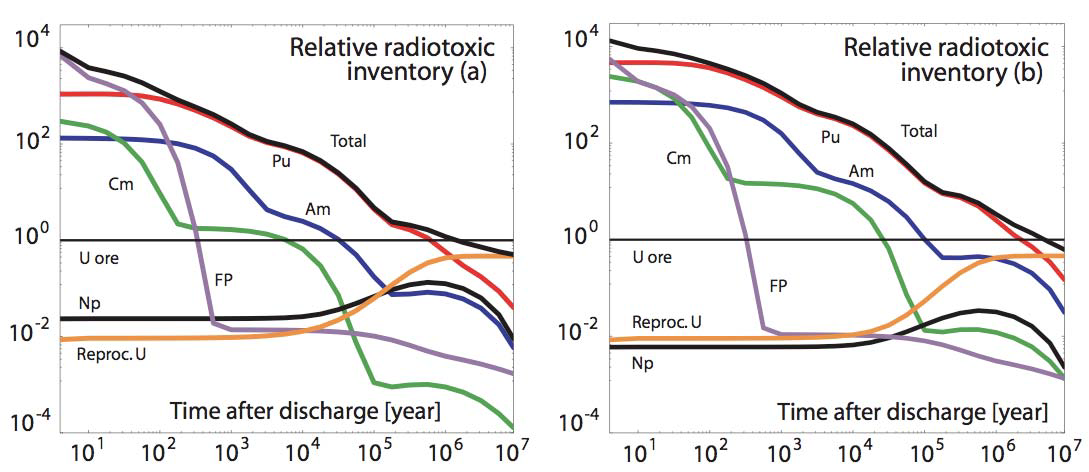 Relative radiotoxic
inventory (a)
10^4
10^2
10^0
10^-2
10^-4
Total
Pu
Cm
Am
U ore
FP
Np
Reproc. U
Time after discharge [year]
10^1 10^2 10^3 10^4 10^5 10^6 10^7
Relative radiotoxic
inventory (b)
10^4
10^2
10^0
10^-2
10^-4
Total
Pu
Cm
Am
U ore
FP
Reproc. U
Np
Time after discharge [year]
10^1 10^2 10^3 10^4 10^5 10^6 10^7